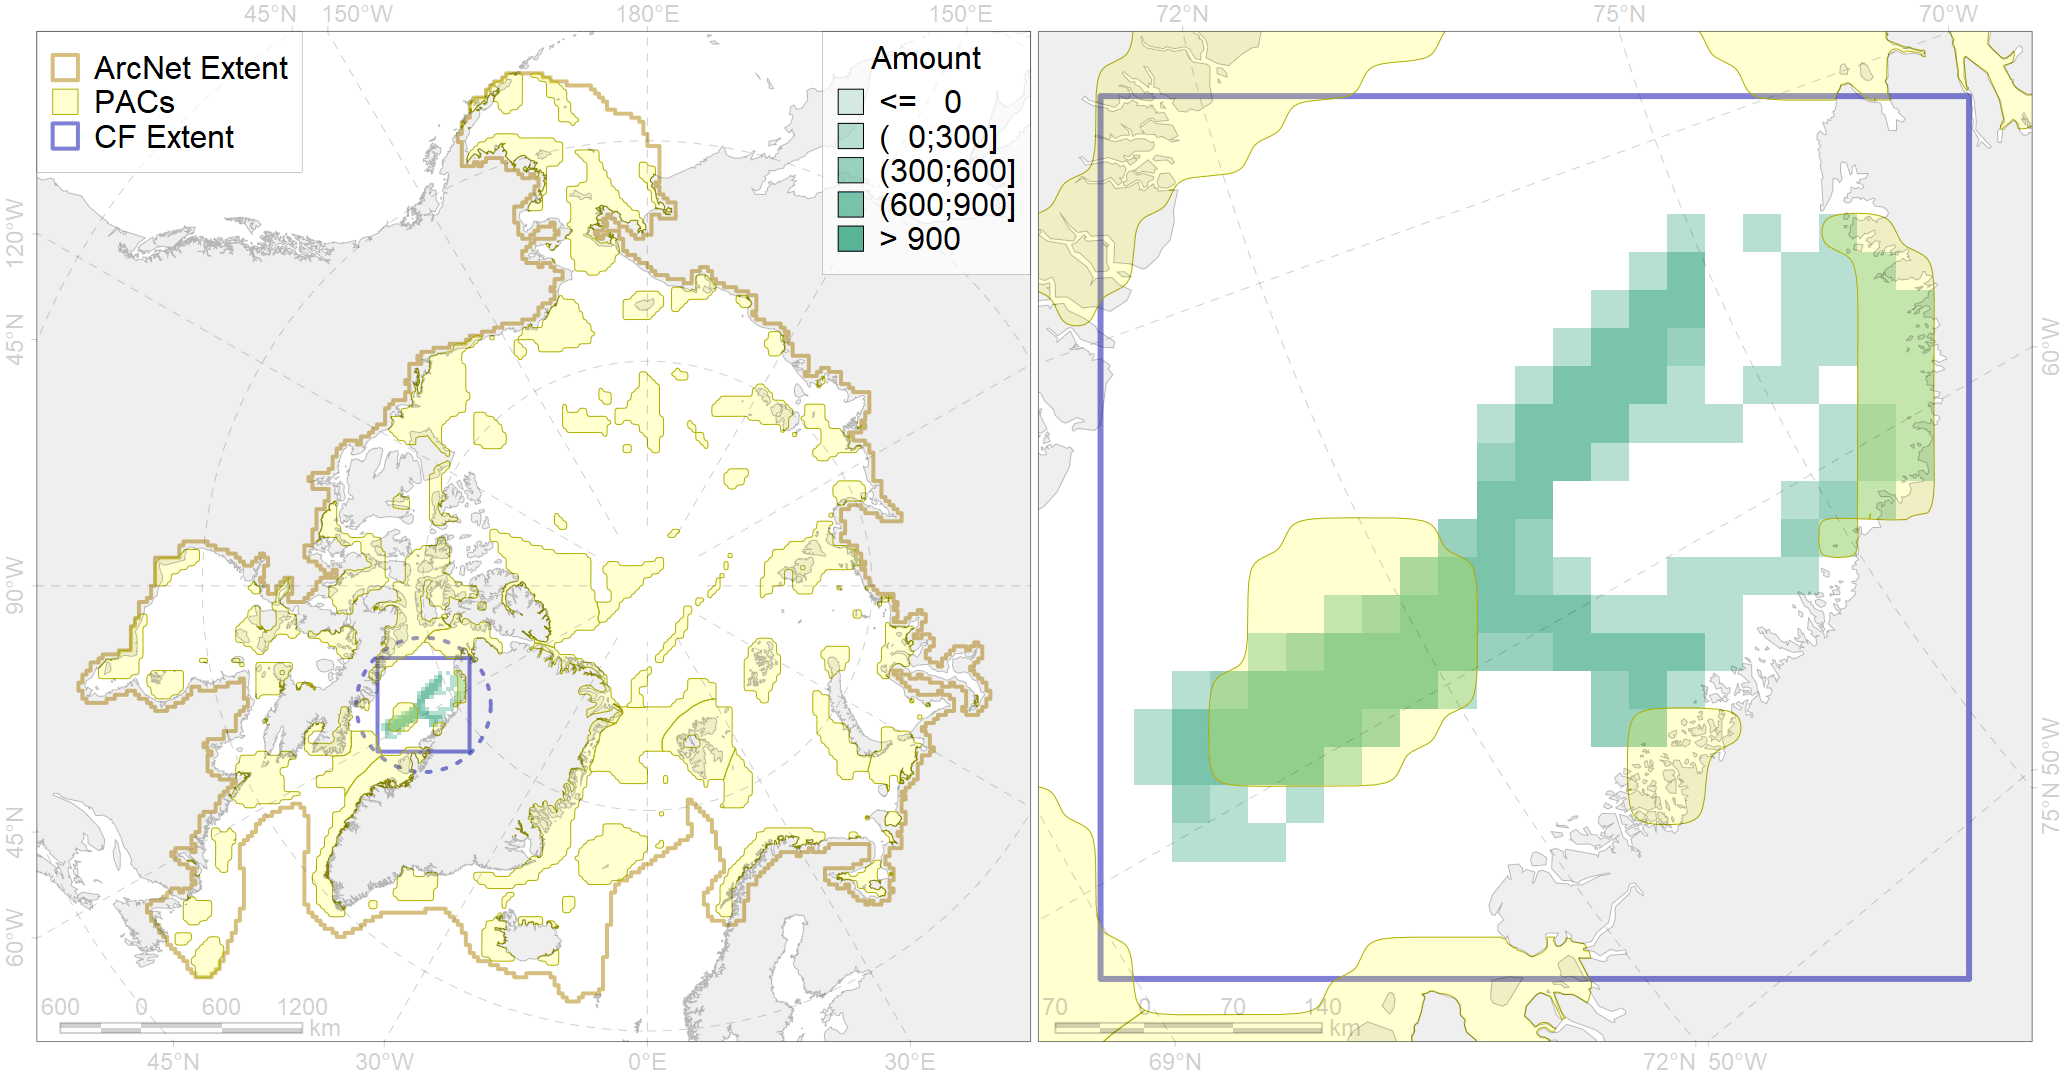 45°N 150°W 180°E 150°E 72°N 75°N 70°W
ArcNet Extent
PACs
CF Extent
Amount
<= 0
( 0;300]
(300;600]
(600;900]
> 900
120°W
45°N
90°W
45°N
60°W
60°W
50°W
75°N
600 0 600 1200
km
70 0 70 140
km
45°N 30°W 0°E 30°E 69°N 72°N 50°W